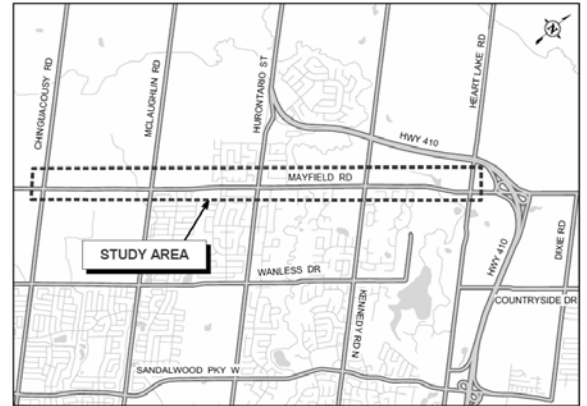 CHINGUACOUSY RD
MCLAUGHLIN RD
HURONTARIO ST
HEART LAKE RD
N
HWY 410
MAYFIELD RD
STUDY AREA
WANLESS DR
KENNEDY RD N
HWY 410
DIXIE RD
COUNTRYSIDE DR
SANDALWOOD PKY W